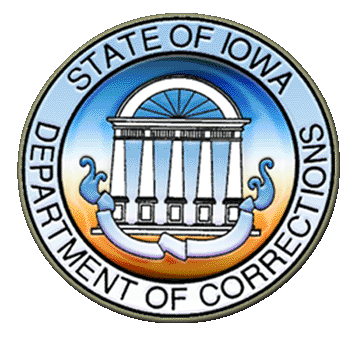 STATE OF IOWA
DEPARTMENT OF CORRECTIONS